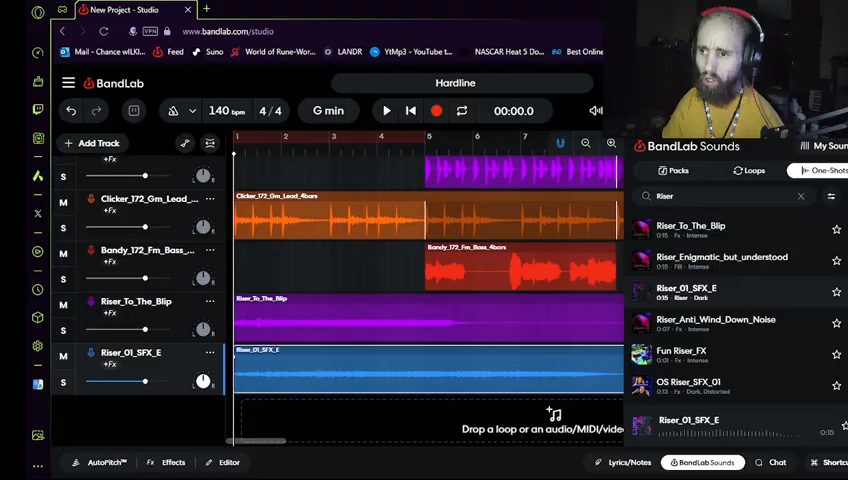 New Project - Studio
VPN
www.bandlab.com/studio
Mail - Chance wILKI...
Feed
Suno
World of Rune-Wor...
LANDR
YtMp3 - YouTube t...
NASCAR Heat 5 Do...
Best Online
BandLab
Hardline
140 bpm
4 / 4
G min
00:00.0
Add Track
1
2
3
4
5
6
7
BandLab Sounds
My Soun
Packs
Loops
One-Shots
Riser
+Fx
S
L
R
M
Clicker_172_Gm_Lead_...
+Fx
S
L
R
Clicker_172_Gm_Lead_4bars
M
Bandy_172_Fm_Bass_...
+Fx
S
L
R
Bandy_172_Fm_Bass_4bars
M
Riser_To_The_Blip
+Fx
S
L
R
Riser_To_The_Blip
M
Riser_01_SFX_E
+Fx
S
L
R
Riser_01_SFX_E
Riser_To_The_Blip
0:15 · Fx · Intense
Riser_Enigmatic_but_understood
0:15 · Fill · Intense
Riser_01_SFX_E
0:15 · Riser · Dark
Riser_Anti_Wind_Down_Noise
0:07 · Fx · Intense
Fun Riser_FX
0:01 · Fx · Intense
OS Riser_SFX_01
0:13 · Fx · Dark, Distorted
Riser_01_SFX_E
0:15
Drop a loop or an audio/MIDI/video
AutoPitch™
Fx Effects
Editor
Lyrics/Notes
BandLab Sounds
Chat
Shortcu